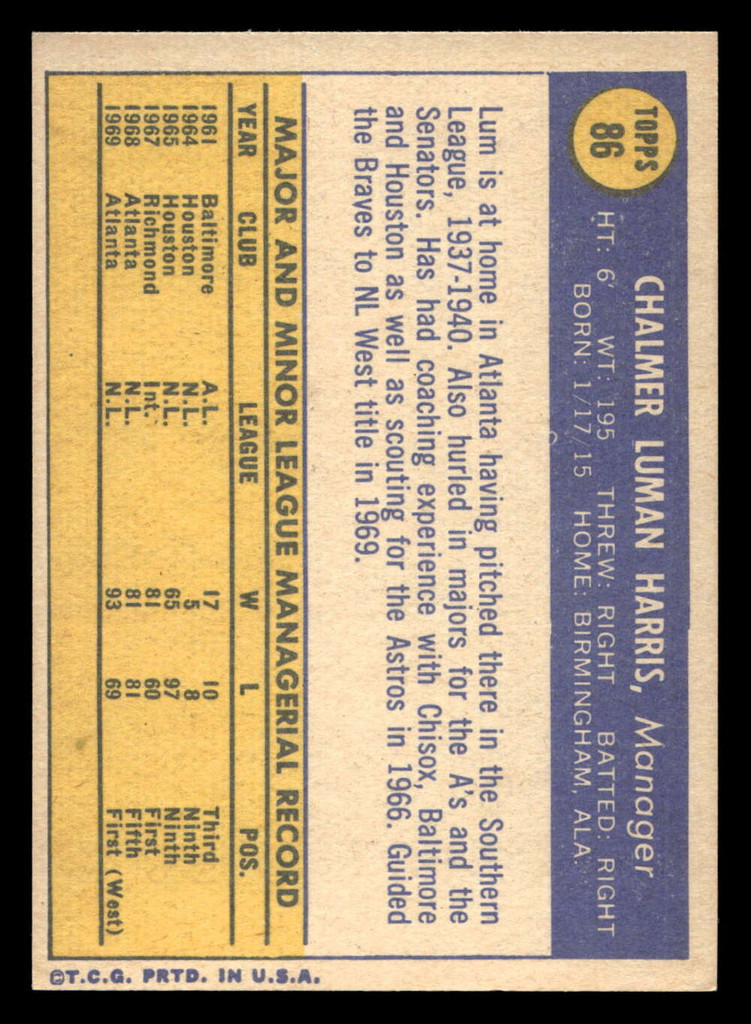 TOPPS
86
CHALMER LUMAN HARRIS, Manager
HT: 6' WT: 195 THREW: RIGHT BATTED: RIGHT
BORN: 1/17/15 HOME: BIRMINGHAM, ALA.
Lum is at home in Atlanta having pitched there in the Southern
League, 1937-1940. Also hurled in majors for the A's and the
Senators. Has had coaching experience with Chisox, Baltimore
and Houston as well as scouting for the Astros in 1966. Guided
the Braves to NL West title in 1969.
MAJOR AND MINOR LEAGUE MANAGERIAL RECORD
YEAR CLUB LEAGUE W L POS.
1961 Baltimore A.L. 17 10 Third
1964 Houston N.L. 5 8 Ninth
1965 Houston N.L. 65 97 Ninth
1967 Richmond Int. 81 60 First
1968 Atlanta N.L. 81 81 Fifth
1969 Atlanta N.L. 93 69 First (West)
©T.C.G. PRTD. IN U.S.A.